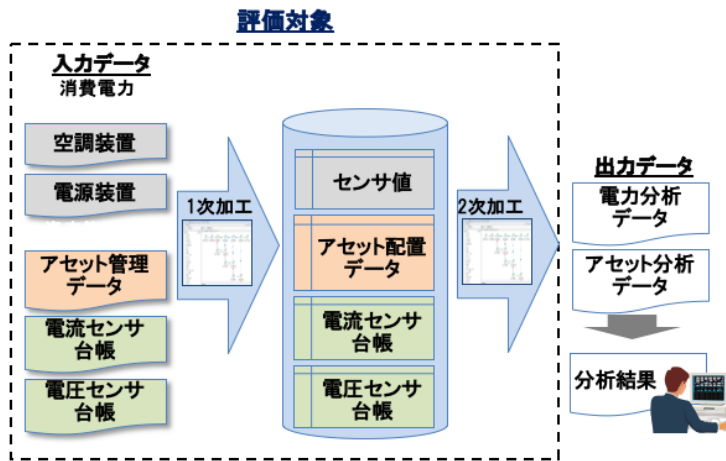 評価対象
入力データ
消費電力
空調装置
電源装置
アセット管理
データ
電流センサ
台帳
電圧センサ
台帳
1次加工
センサ値
アセット配置
データ
電流センサ
台帳
電圧センサ
台帳
2次加工
出力データ
電力分析
データ
アセット分析
データ
分析結果